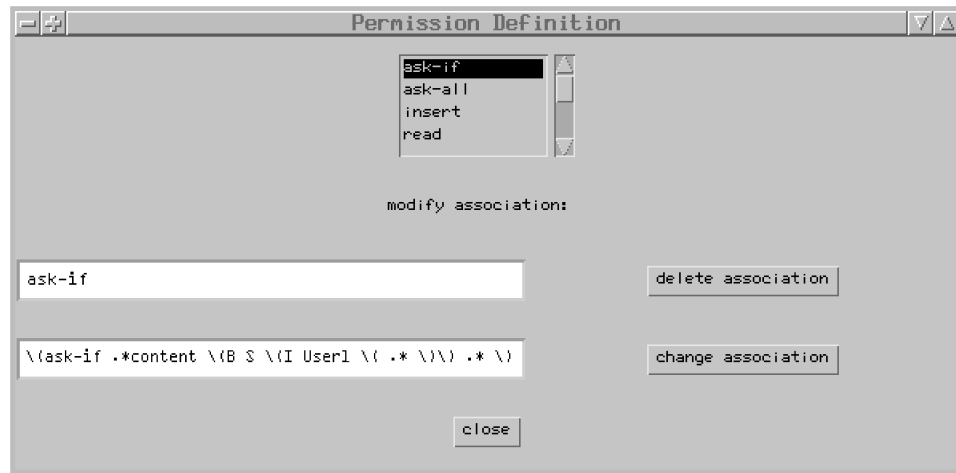 Permission Definition
ask-if
ask-all
insert
read
modify association:
ask-if
delete association
\(ask-if .*content \(B S \(I User1 \( .* \)\) .* \)
change association
close